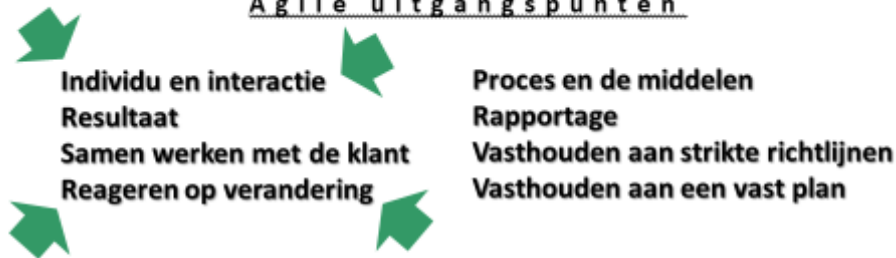 Agile uitgangspunten
Individu en interactie
Resultaat
Samen werken met de klant
Reageren op verandering
Proces en de middelen
Rapportage
Vasthouden aan strikte richtlijnen
Vasthouden aan een vast plan